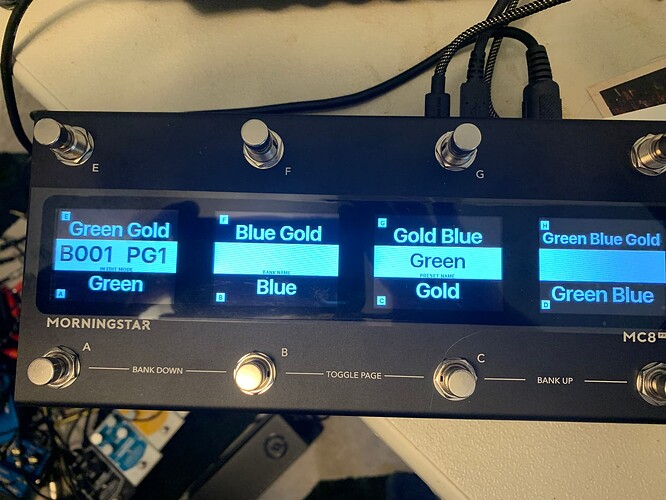 E
F
G
E
Green Gold
B001 PG1
IN EDIT MODE
Green
A
F
Blue Gold
BANK NAME
Blue
B
G
Gold Blue
Green
PRESET NAME
Gold
C
H
Green Blue Gold
Green Blue
D
MORNINGSTAR
MC8
A
BANK DOWN
B
TOGGLE PAGE
C
BANK UP